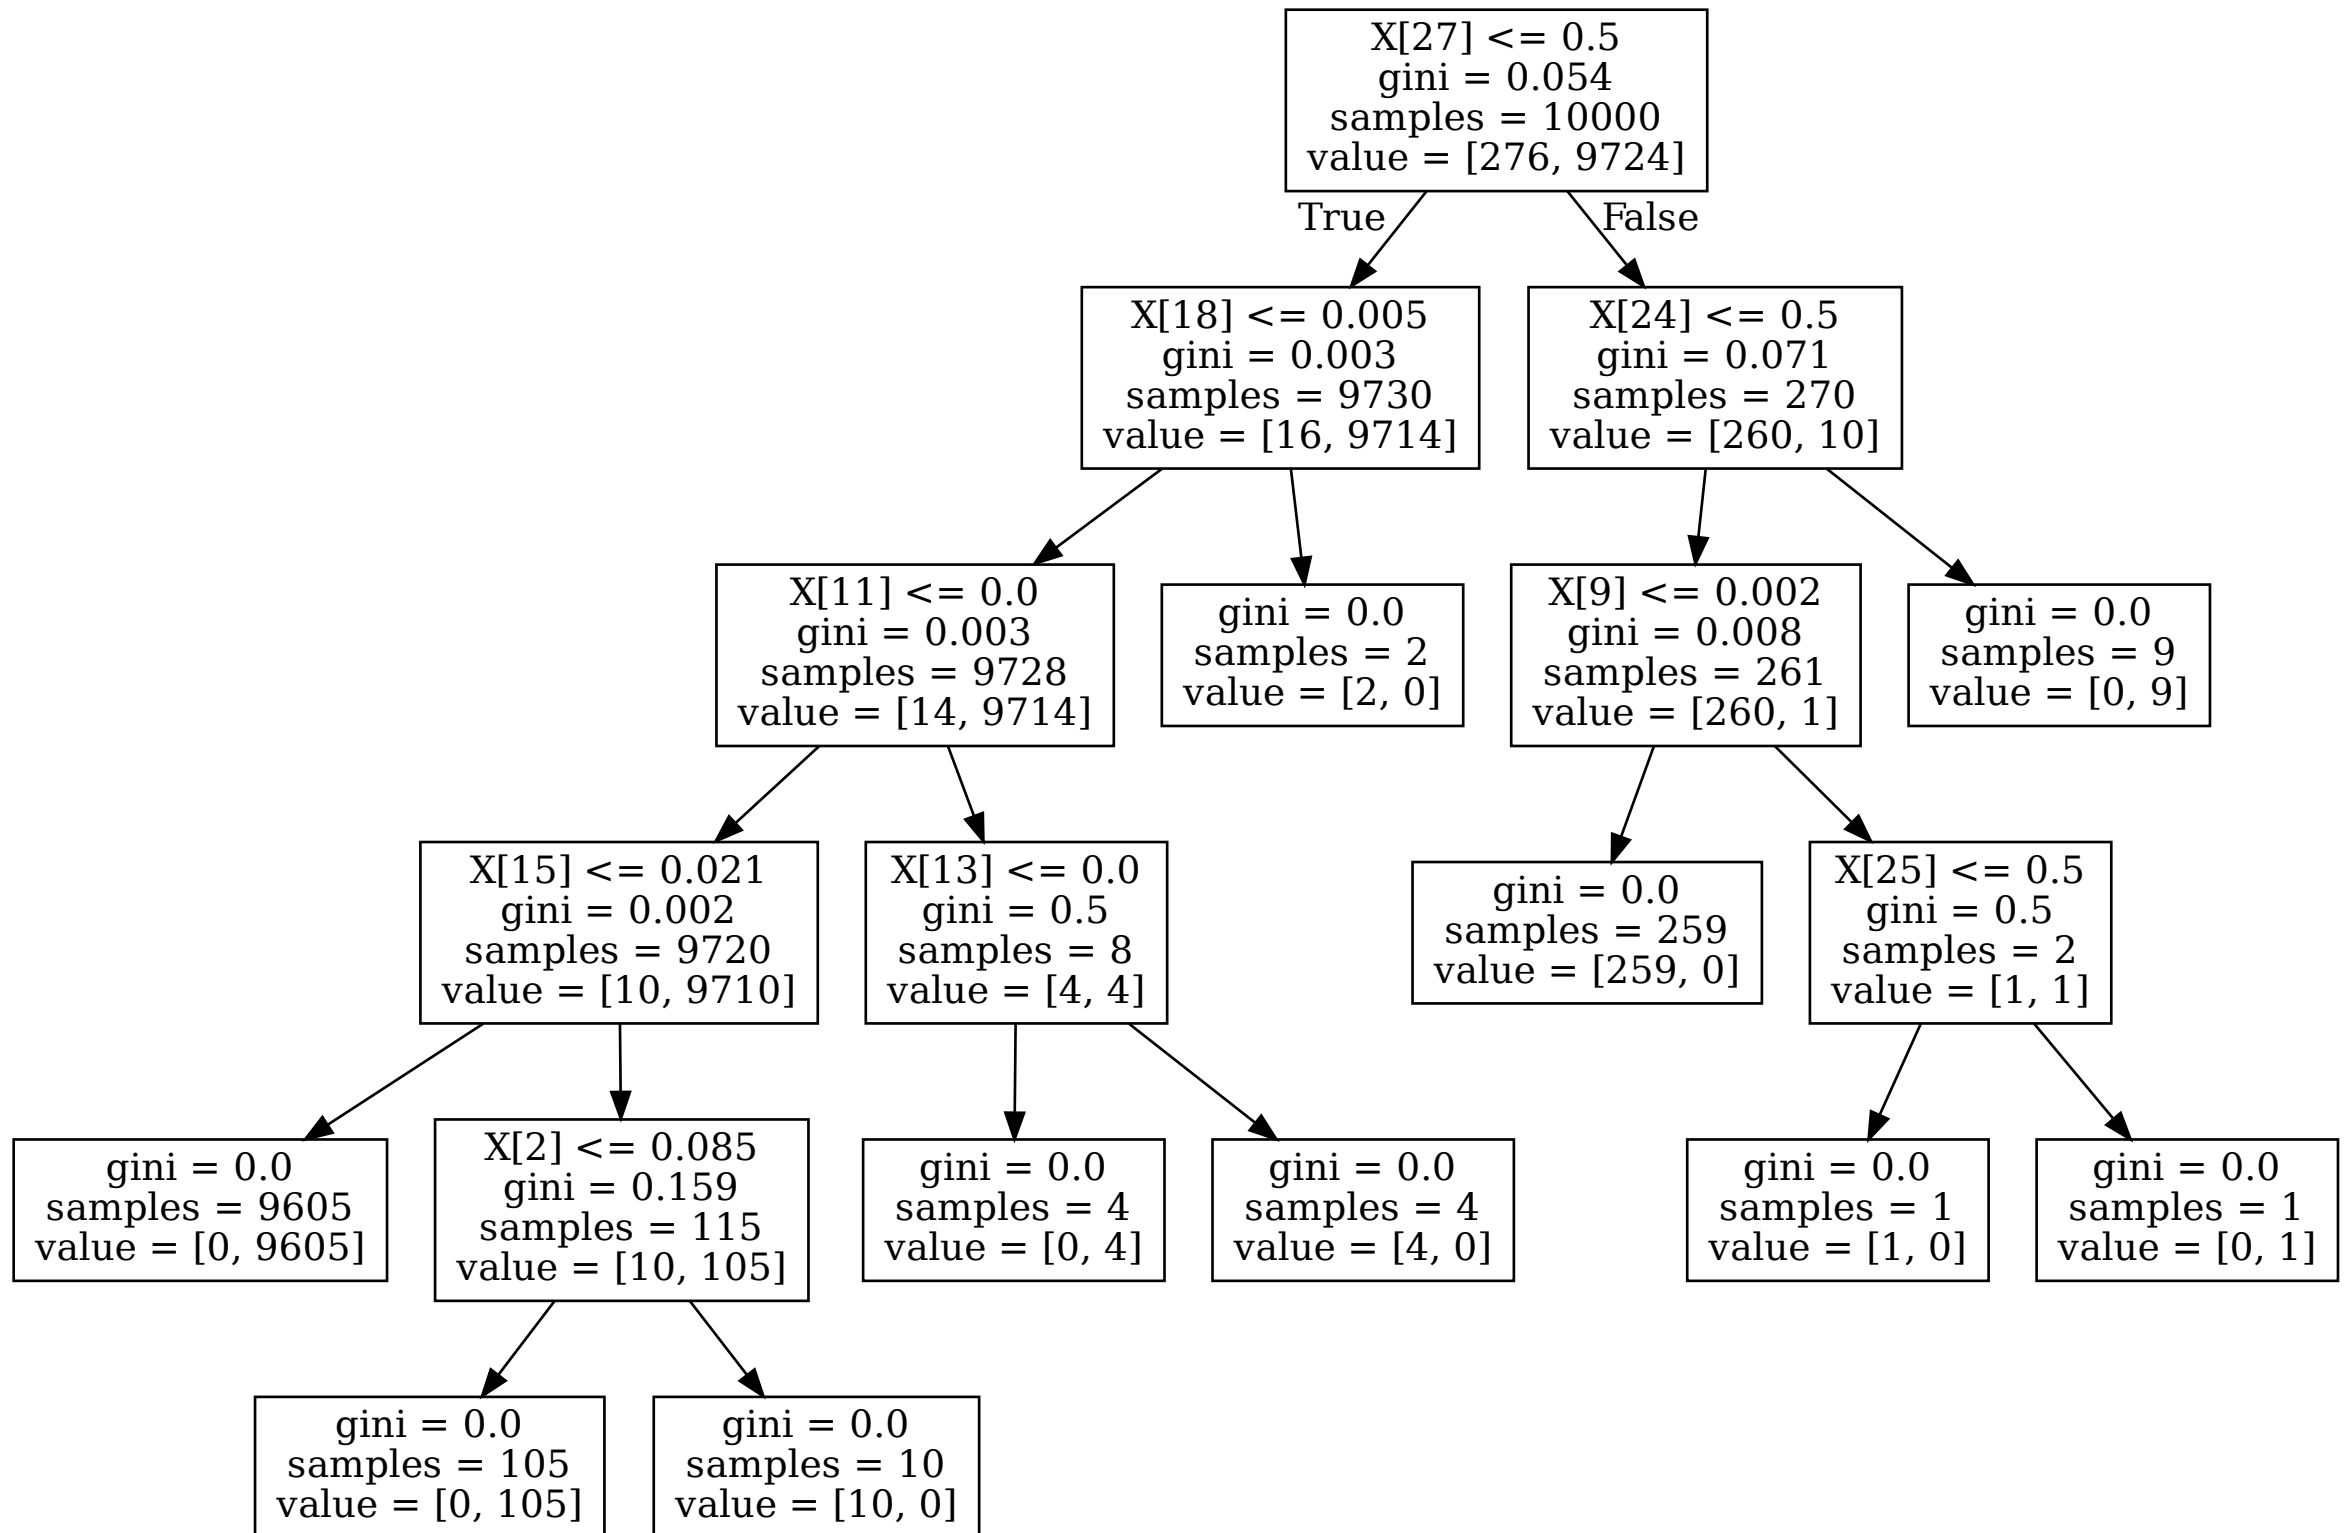 X[27] <= 0.5
gini = 0.054
samples = 10000
value = [276, 9724]
True
False
X[18] <= 0.005
gini = 0.003
samples = 9730
value = [16, 9714]
X[24] <= 0.5
gini = 0.071
samples = 270
value = [260, 10]
X[11] <= 0.0
gini = 0.003
samples = 9728
value = [14, 9714]
gini = 0.0
samples = 2
value = [2, 0]
X[9] <= 0.002
gini = 0.008
samples = 261
value = [260, 1]
gini = 0.0
samples = 9
value = [0, 9]
X[15] <= 0.021
gini = 0.002
samples = 9720
value = [10, 9710]
X[13] <= 0.0
gini = 0.5
samples = 8
value = [4, 4]
gini = 0.0
samples = 259
value = [259, 0]
X[25] <= 0.5
gini = 0.5
samples = 2
value = [1, 1]
gini = 0.0
samples = 9605
value = [0, 9605]
X[2] <= 0.085
gini = 0.159
samples = 115
value = [10, 105]
gini = 0.0
samples = 4
value = [0, 4]
gini = 0.0
samples = 4
value = [4, 0]
gini = 0.0
samples = 1
value = [1, 0]
gini = 0.0
samples = 1
value = [0, 1]
gini = 0.0
samples = 105
value = [0, 105]
gini = 0.0
samples = 10
value = [10, 0]